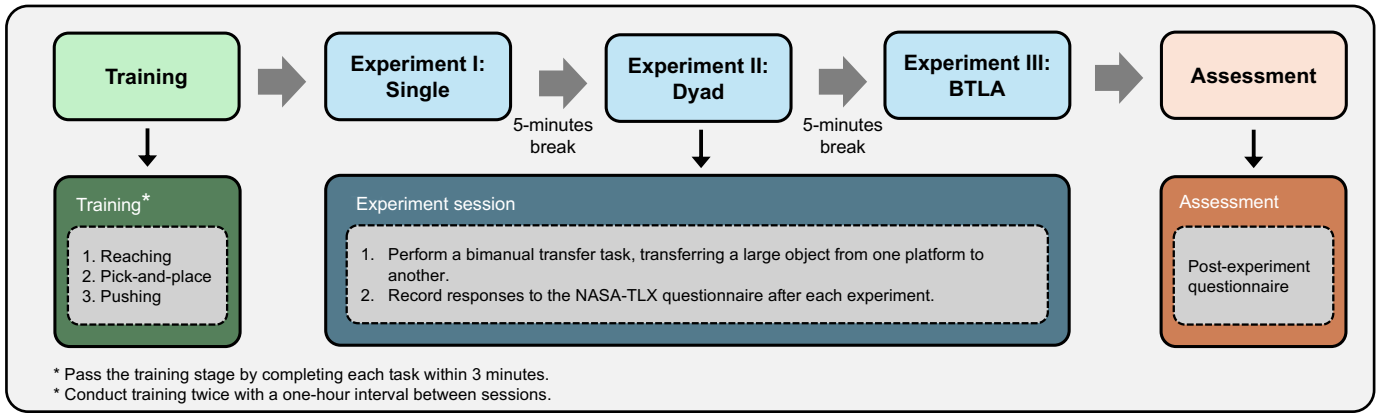 Training
Experiment I:
Single
Experiment II:
Dyad
Experiment III:
BTLA
Assessment
5-minutes
break
5-minutes
break
Training*
1. Reaching
2. Pick-and-place
3. Pushing
Experiment session
1. Perform a bimanual transfer task, transferring a large object from one platform to
another.
2. Record responses to the NASA-TLX questionnaire after each experiment.
Assessment
Post-experiment
questionnaire
* Pass the training stage by completing each task within 3 minutes.
* Conduct training twice with a one-hour interval between sessions.